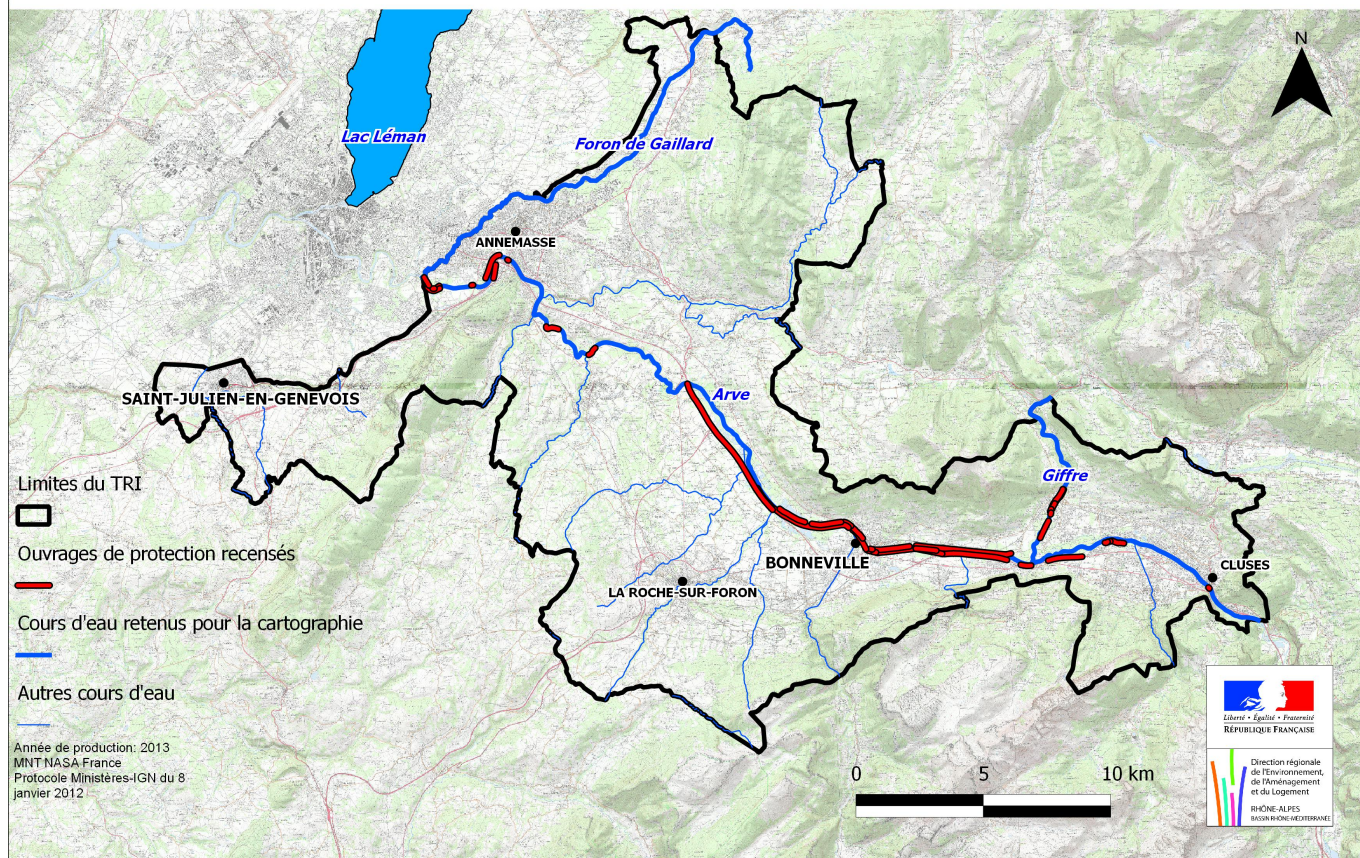 N
Lac Léman
Foron de Gaillard
ANNEMASSE
SAINT-JULIEN-EN-GENEVOIS
Arve
Giffre
BONNEVILLE
CLUSES
LA ROCHE-SUR-FORON
Limites du TRI
Ouvrages de protection recensés
Cours d'eau retenus pour la cartographie
Autres cours d'eau
Année de production: 2013
MNT NASA France
Protocole Ministères-IGN du 8
janvier 2012
0 5 10 km
Liberté • Égalité • Fraternité
RÉPUBLIQUE FRANÇAISE
Direction régionale
de l'Environnement,
de l'Aménagement
et du Logement
RHÔNE-ALPES
BASSIN RHÔNE-MÉDITERRANÉE